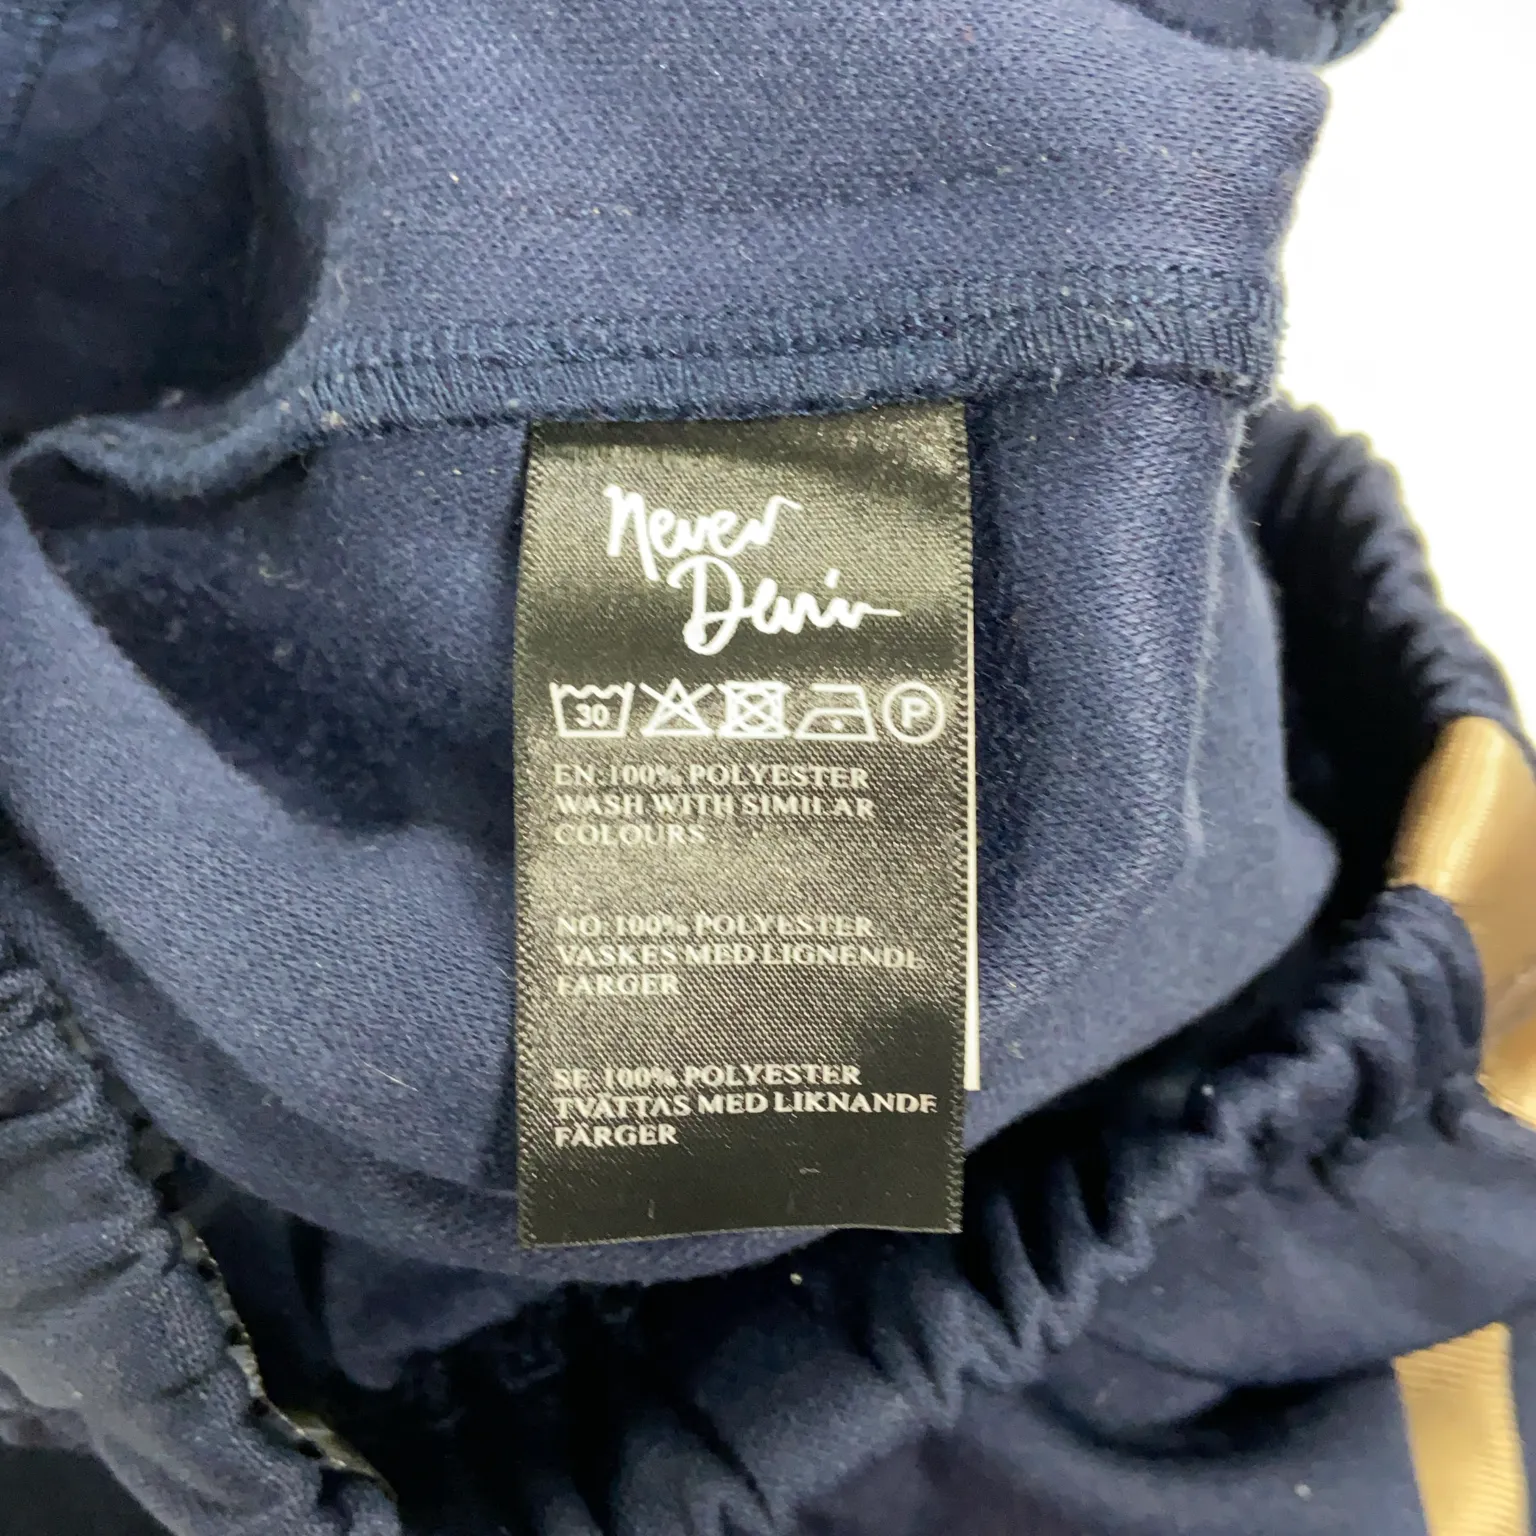 Never
Denim
30 P
EN:100% POLYESTER
WASH WITH SIMILAR
COLOURS
NO:100% POLYESTER
VASKES MED LIGNENDE
FARGER
SE:100% POLYESTER
TVÄTTAS MED LIKNANDE
FÄRGER